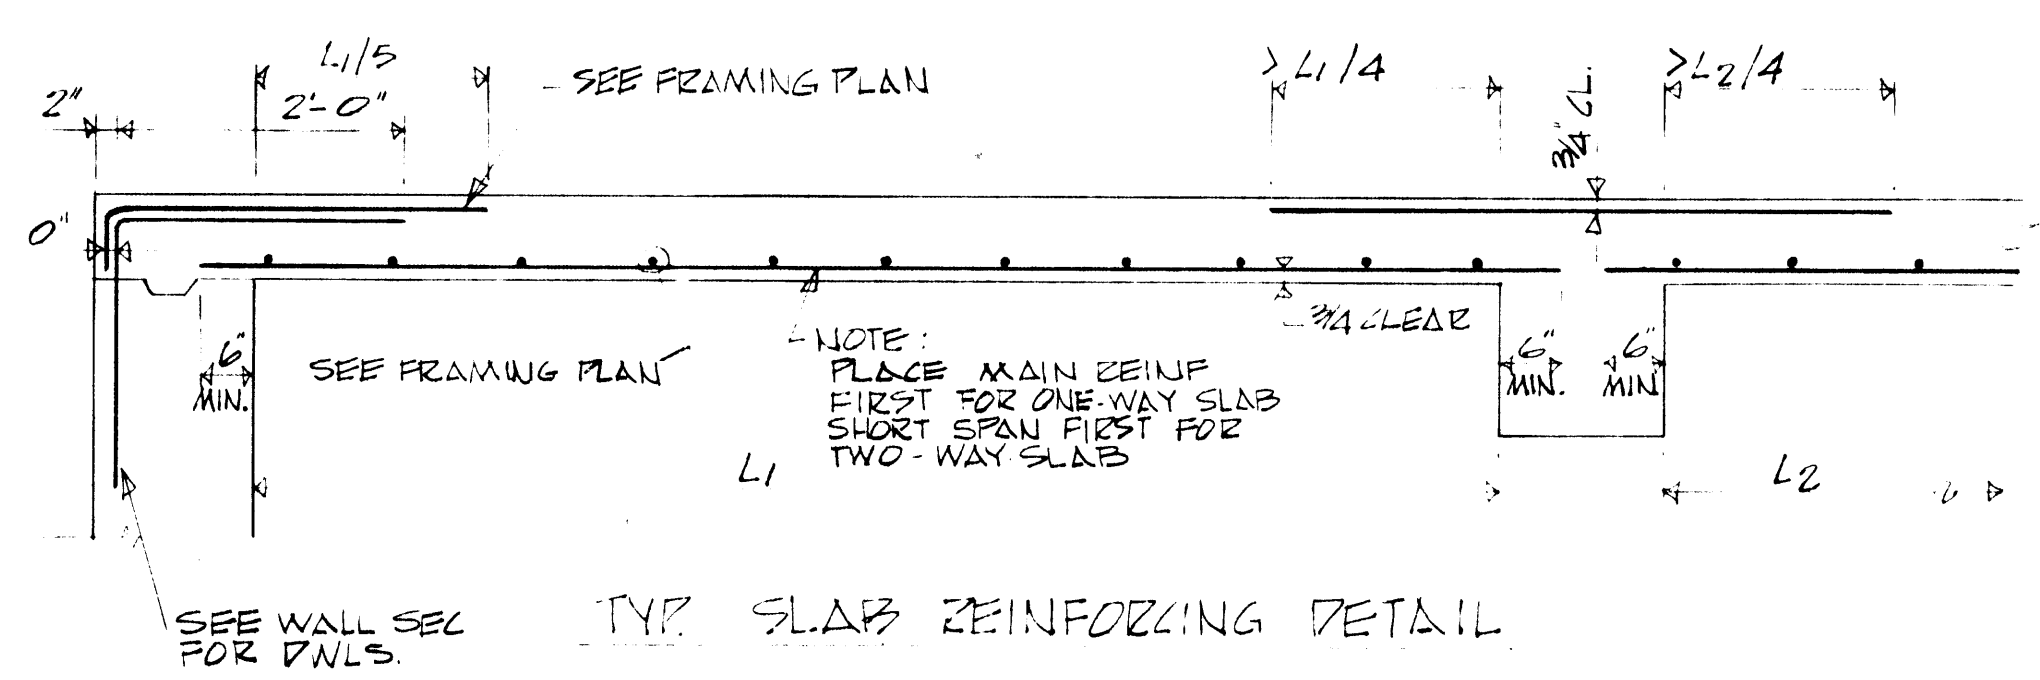 L1/5
2'-0"
2"
SEE FRAMING PLAN
> L1/4
3/4" CL.
> L2/4
0"
6"
MIN.
SEE FRAMING PLAN
NOTE:
PLACE MAIN REINF
FIRST FOR ONE-WAY SLAB
SHORT SPAN FIRST FOR
TWO-WAY SLAB
3/4 CLEAR
6"
MIN.
6"
MIN
L1
L2
SEE WALL SEC
FOR DWLS.
TYP. SLAB REINFORCING DETAIL